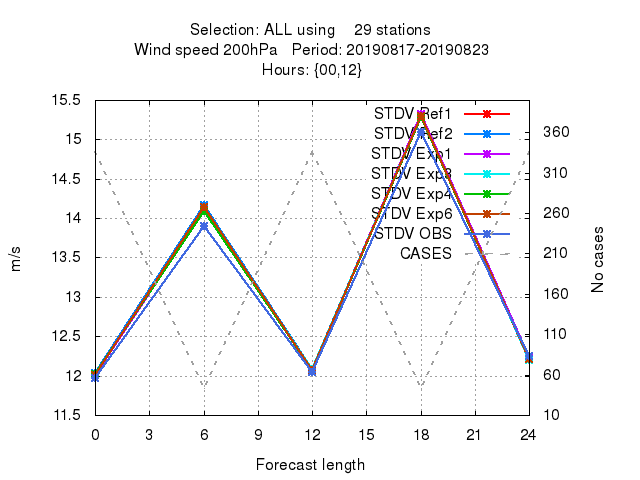 Selection: ALL using 29 stations
Wind speed 200hPa Period: 20190817-20190823
Hours: {00,12}
15.5
15
14.5
14
13.5
13
12.5
12
11.5
m/s
360
310
260
210
160
110
60
10
No cases
STDV Ref1
STDV Ref2
STDV Exp1
STDV Exp3
STDV Exp4
STDV Exp6
STDV OBS
CASES
0 3 6 9 12 15 18 21 24
Forecast length